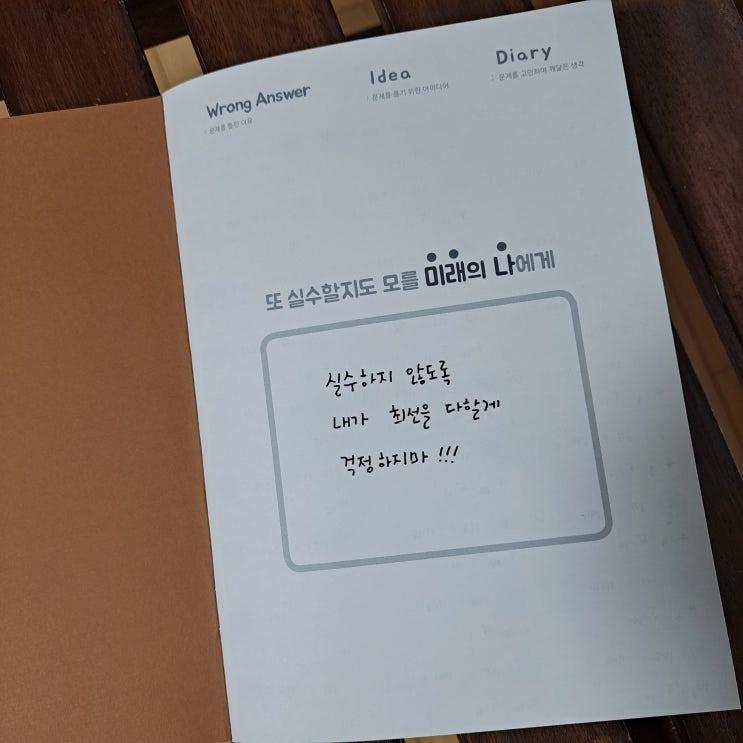 Wrong Answer
: 문제를 틀린 이유
Idea
: 문제를 풀기 위한 아이디어
Diary
: 문제를 고민하며 깨달은 생각
또 실수할지도 모를 미래의 나에게
실수하지 않도록
내가 최선을 다할게
걱정하지마 !!!